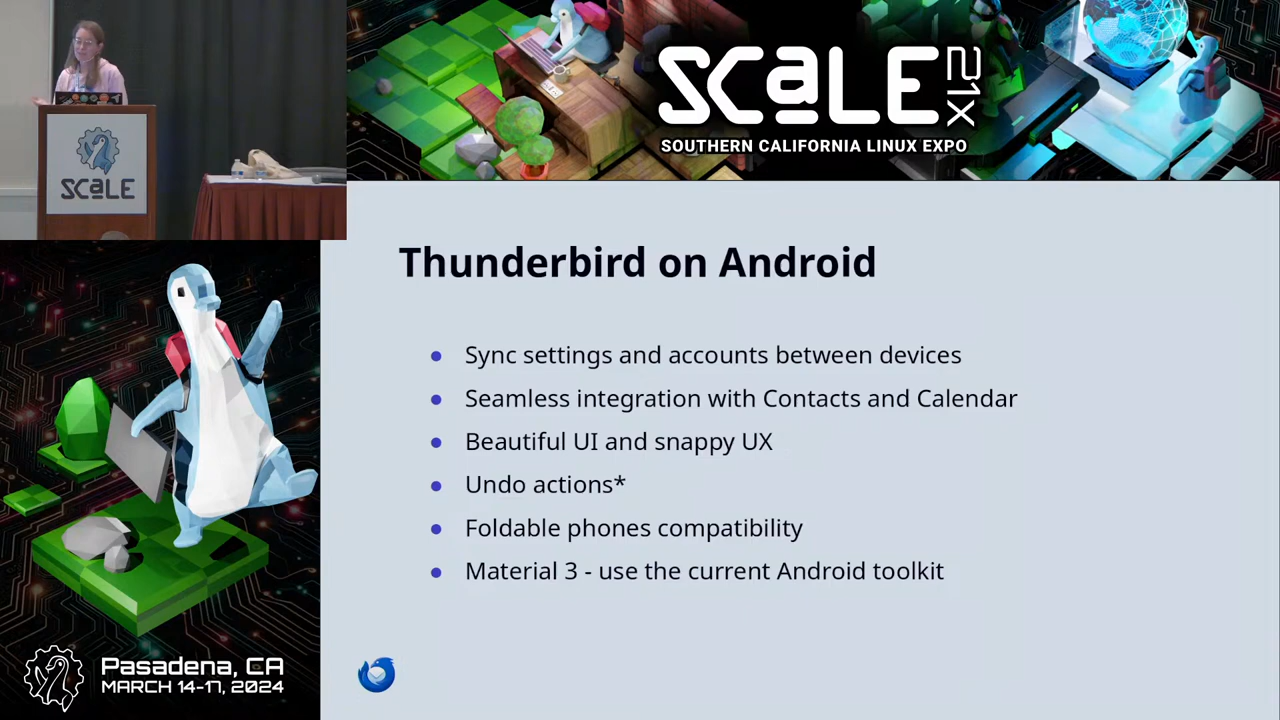 SCALE 21X
SOUTHERN CALIFORNIA LINUX EXPO
SCALE
Thunderbird on Android
Sync settings and accounts between devices
Seamless integration with Contacts and Calendar
Beautiful UI and snappy UX
Undo actions*
Foldable phones compatibility
Material 3 - use the current Android toolkit
Pasadena, CA
MARCH 14-17, 2024